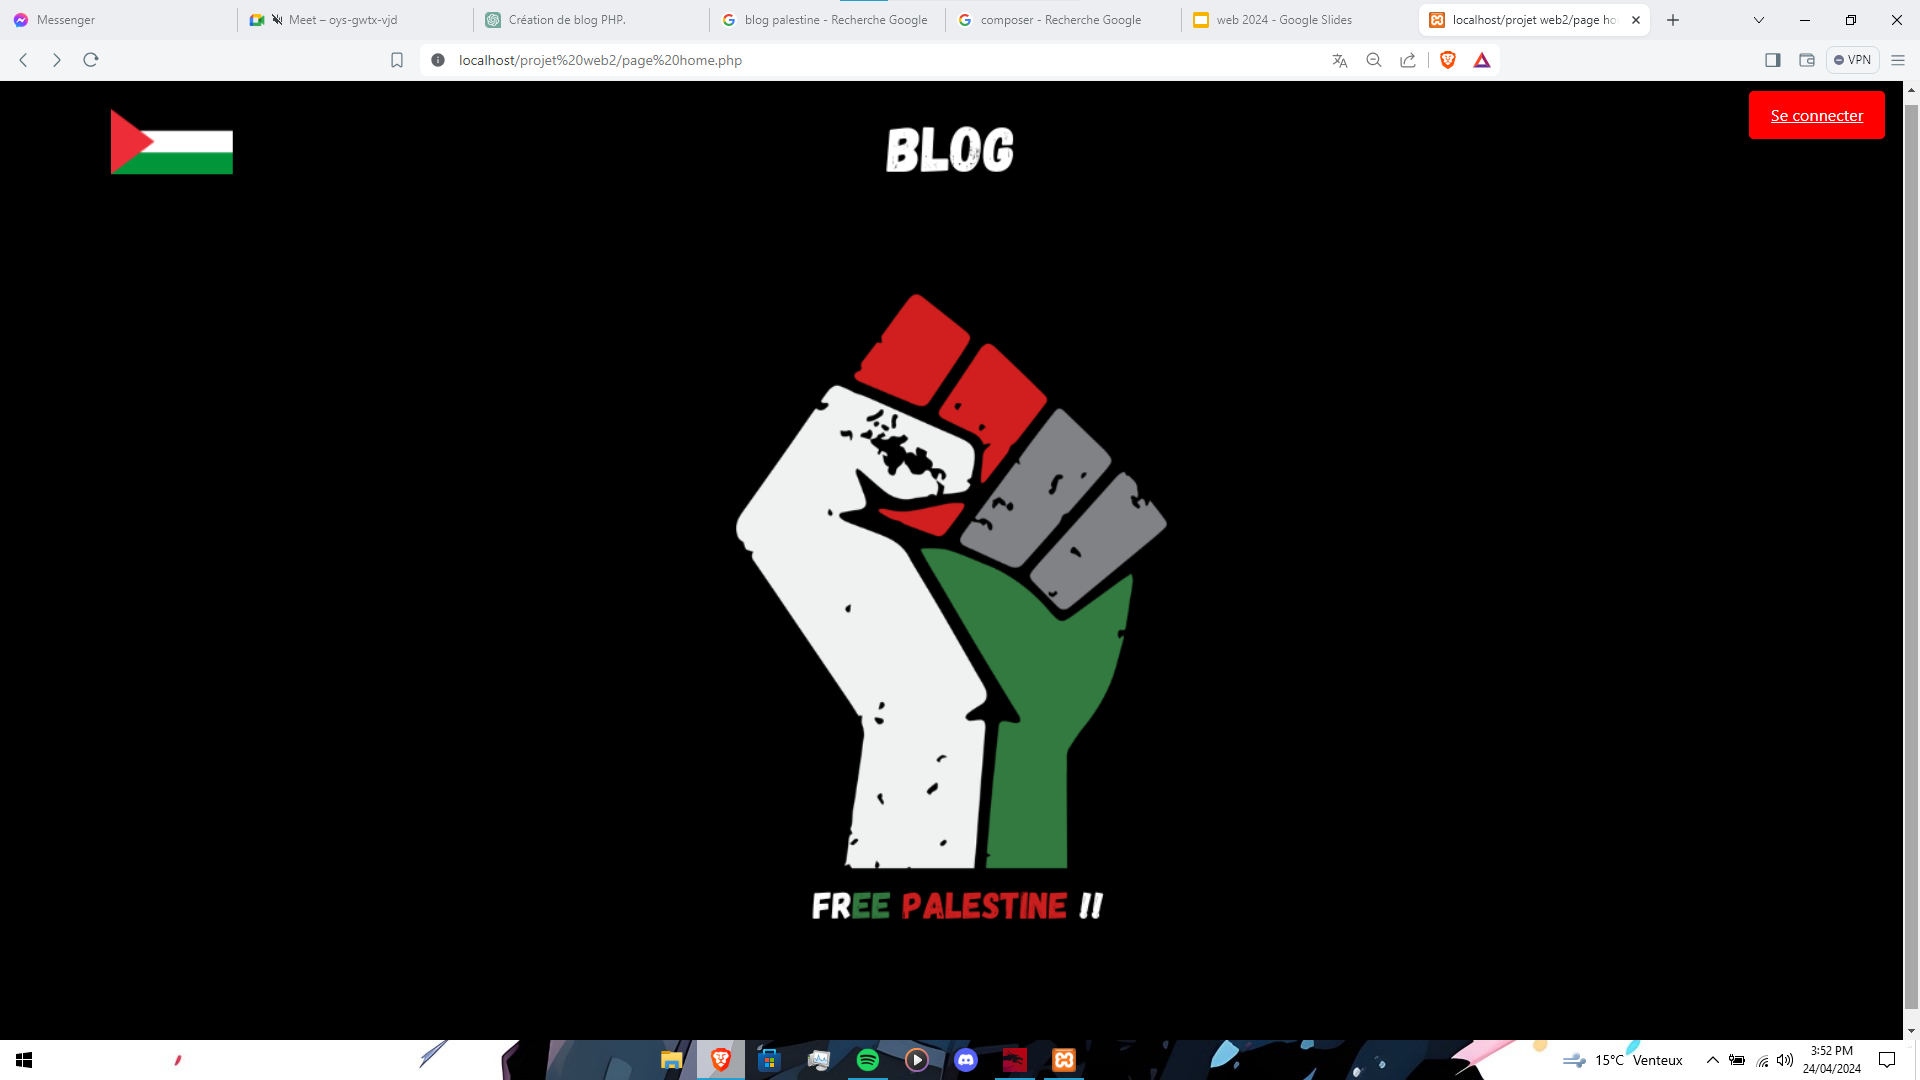 Messenger
Meet – oys-gwtx-vjd
Création de blog PHP.
blog palestine - Recherche Google
composer - Recherche Google
web 2024 - Google Slides
localhost/projet web2/page ho
localhost/projet%20web2/page%20home.php
VPN
BLOG
Se connecter
FREE PALESTINE !!
15°C Venteux
3:52 PM
24/04/2024